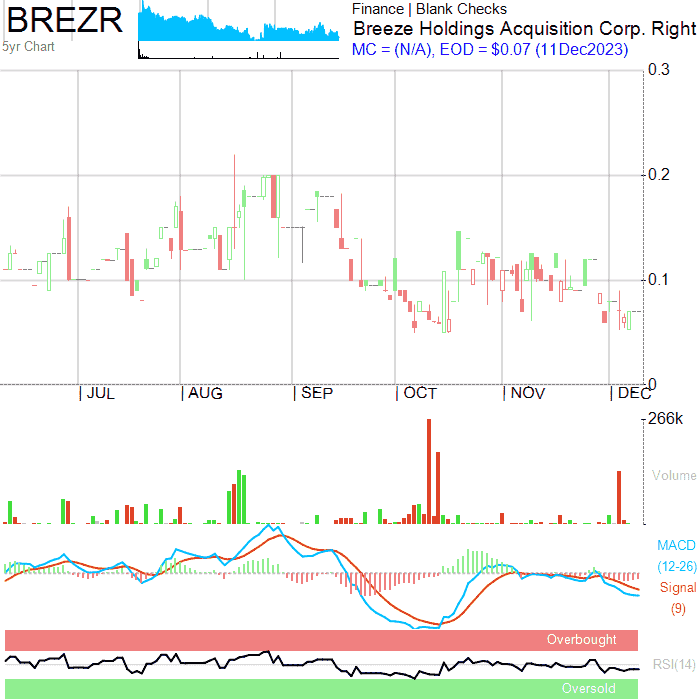 BREZR
5yr Chart
Finance | Blank Checks
Breeze Holdings Acquisition Corp. Right
MC = (N/A), EOD = $0.07 (11Dec2023)
0.3
0.2
0.1
0
| JUL | AUG | SEP | OCT | NOV | DEC
266k
Volume
MACD
(12-26)
Signal
(9)
Overbought
RSI(14)
Oversold